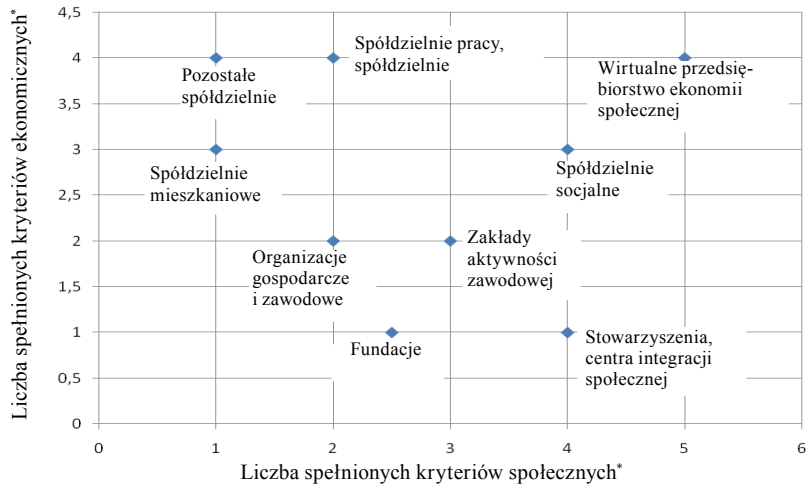 Liczba spełnionych kryteriów ekonomicznych*
4,5
4
3,5
3
2,5
2
1,5
1
0,5
0
Pozostałe
spółdzielnie
Spółdzielnie pracy,
spółdzielnie
Wirtualne przedsię-
biorstwo ekonomii
społecznej
Spółdzielnie
mieszkaniowe
Spółdzielnie
socjalne
Organizacje
gospodarcze
i zawodowe
Zakłady
aktywności
zawodowej
Fundacje
Stowarzyszenia,
centra integracji
społecznej
0 1 2 3 4 5 6
Liczba spełnionych kryteriów społecznych*